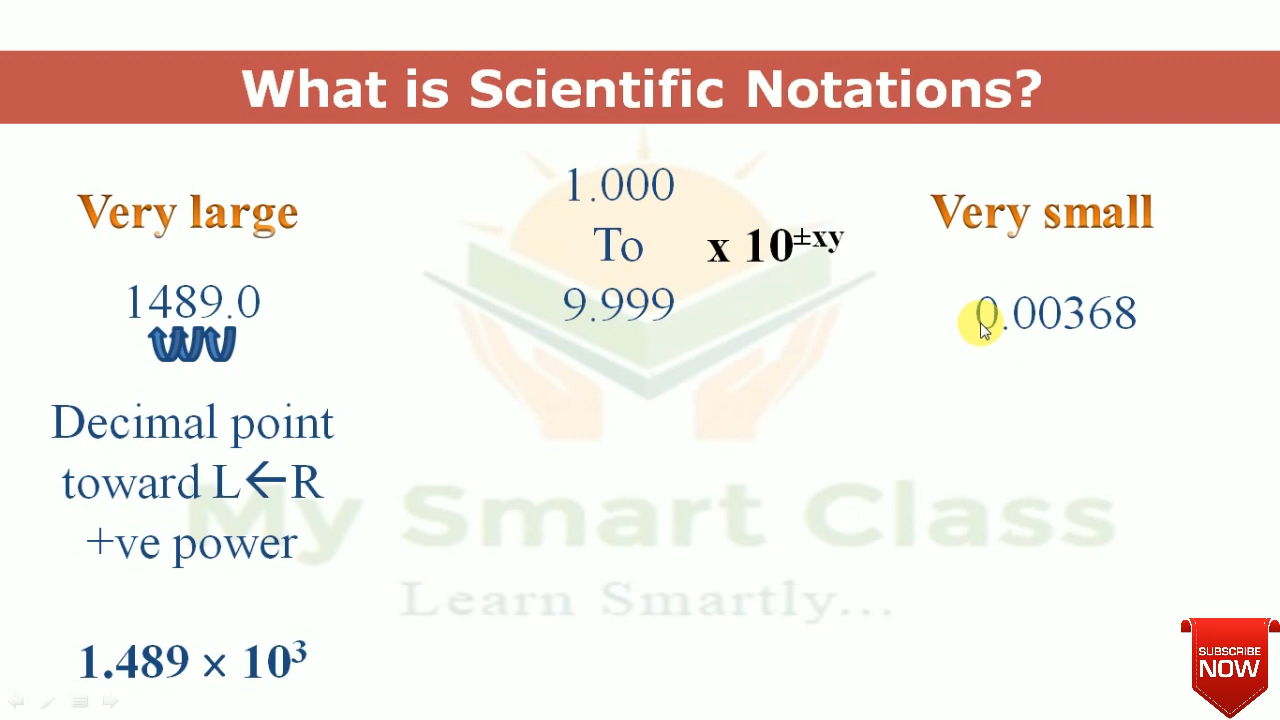 What is Scientific Notations?
Very large
1489.0
Decimal point
toward L←R
+ve power
1.489 × 10³
1.000
To
9.999
x 10±xy
Very small
0.00368
My Smart Class
Learn Smartly...
SUBSCRIBE
NOW